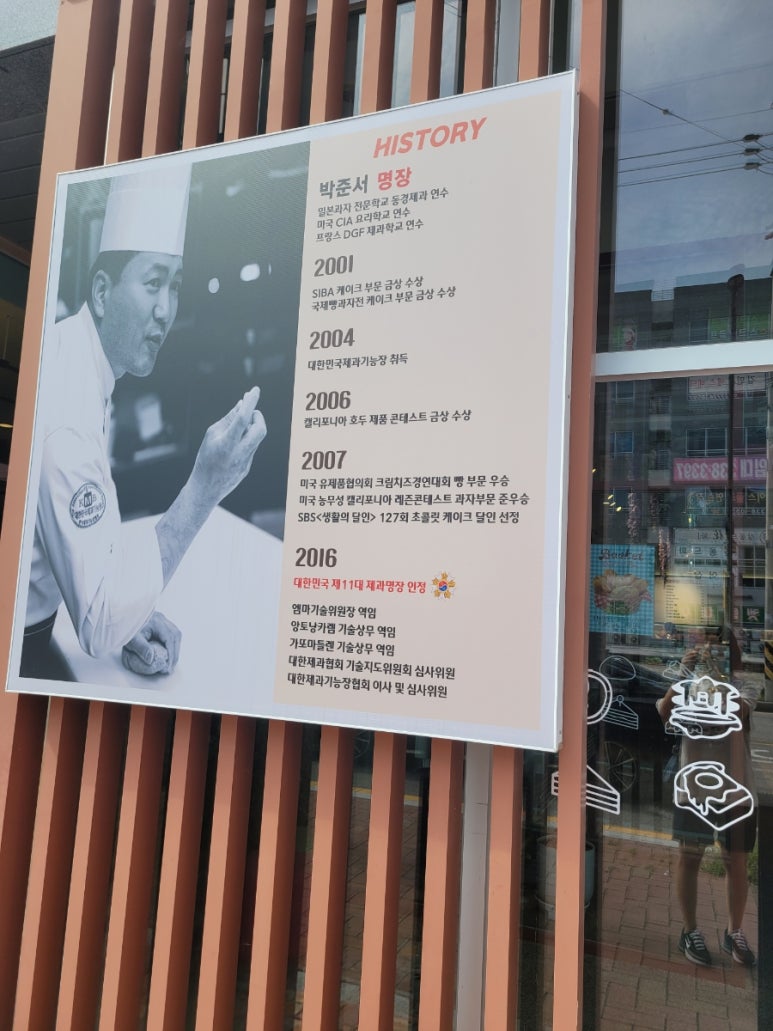 HISTORY
박준서 명장
일본과자 전문학교 동경제과 연수
미국 CIA 요리학교 연수
프랑스 DGF 제과학교 연수
2001
SIBA 케이크 부문 금상 수상
국제빵과자전 케이크 부문 금상 수상
2004
대한민국제과기능장 취득
2006
캘리포니아 호두 제품 콘테스트 금상 수상
2007
미국 유제품협의회 크림치즈경연대회 빵 부문 우승
미국 농무성 캘리포니아 레즌콘테스트 과자부문 준우승
SBS<생활의 달인> 127회 초콜릿 케이크 달인 선정
2016
대한민국 제11대 제과명장 인정
엠마기술위원장 역임
앙토낭카렘 기술상무 역임
가또마들렌 기술상무 역임
대한제과협회 기술지도위원회 심사위원
대한제과기능장협회 이사 및 심사위원